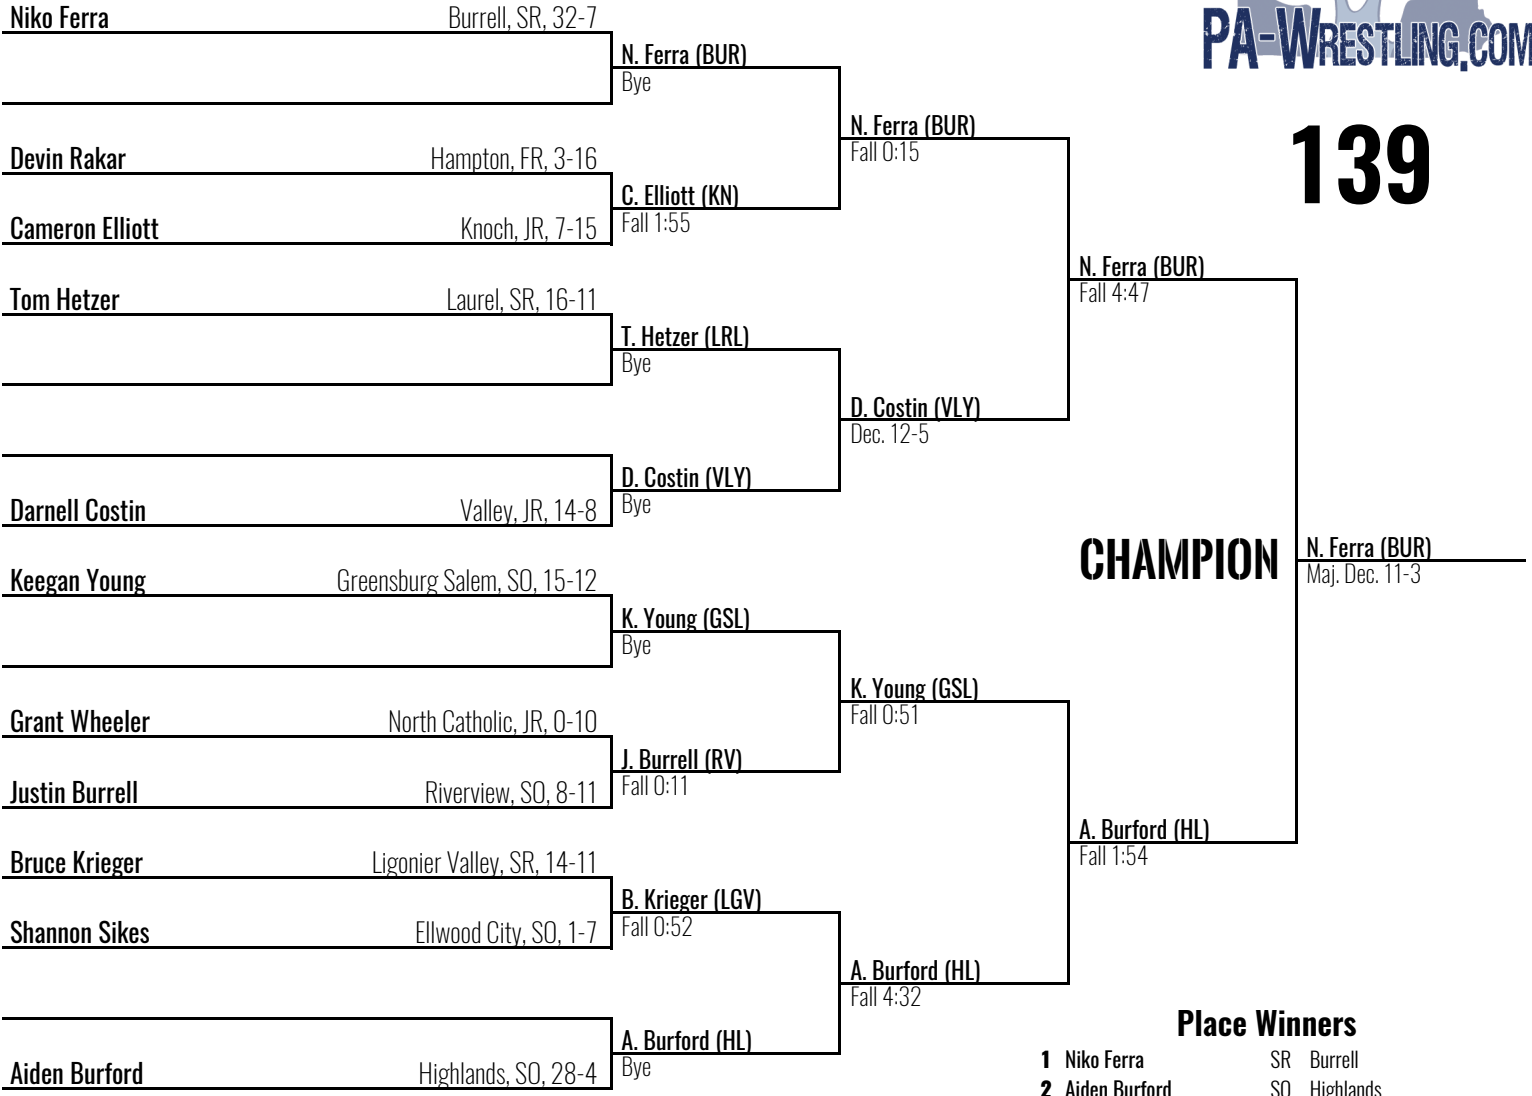 Niko Ferra Burrell, SR, 32-7
N. Ferra (BUR)
Bye
Devin Rakar Hampton, FR, 3-16
Cameron Elliott Knoch, JR, 7-15
C. Elliott (KN)
Fall 1:55
N. Ferra (BUR)
Fall 0:15
Tom Hetzer Laurel, SR, 16-11
T. Hetzer (LRL)
Bye
Darnell Costin Valley, JR, 14-8
D. Costin (VLY)
Bye
D. Costin (VLY)
Dec. 12-5
N. Ferra (BUR)
Fall 4:47
Keegan Young Greensburg Salem, SO, 15-12
K. Young (GSL)
Bye
Grant Wheeler North Catholic, JR, 0-10
Justin Burrell Riverview, SO, 8-11
J. Burrell (RV)
Fall 0:11
K. Young (GSL)
Fall 0:51
Bruce Krieger Ligonier Valley, SR, 14-11
Shannon Sikes Ellwood City, SO, 1-7
B. Krieger (LGV)
Fall 0:52
Aiden Burford Highlands, SO, 28-4
A. Burford (HL)
Bye
A. Burford (HL)
Fall 4:32
A. Burford (HL)
Fall 1:54
CHAMPION
N. Ferra (BUR)
Maj. Dec. 11-3
PA-WRESTLING.COM
139
Place Winners
1 Niko Ferra SR Burrell
2 Aiden Burford SO Highlands